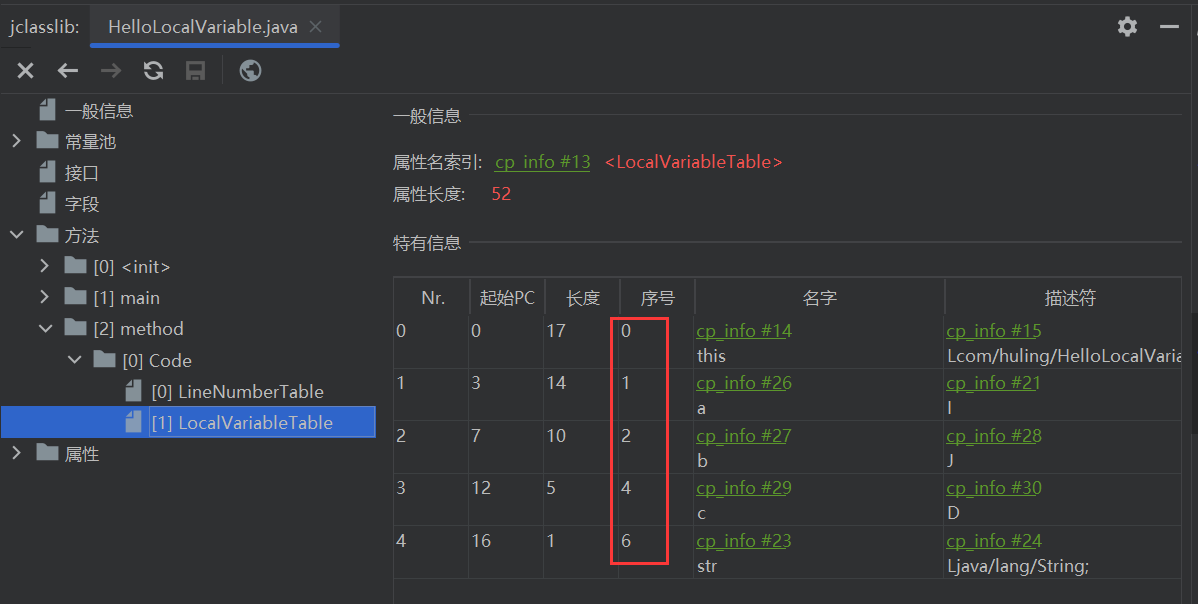 jclasslib: HelloLocalVariable.java
一般信息
常量池
接口
字段
方法
[0] <init>
[1] main
[2] method
[0] Code
[0] LineNumberTable
[1] LocalVariableTable
属性
一般信息
属性名索引: cp_info #13 <LocalVariableTable>
属性长度: 52
特有信息
Nr. 起始PC 长度 序号 名字 描述符
0 0 17 0 cp_info #14 cp_info #15
this Lcom/huling/HelloLocalVaria
1 3 14 1 cp_info #26 cp_info #21
a I
2 7 10 2 cp_info #27 cp_info #28
b J
3 12 5 4 cp_info #29 cp_info #30
c D
4 16 1 6 cp_info #23 cp_info #24
str Ljava/lang/String;